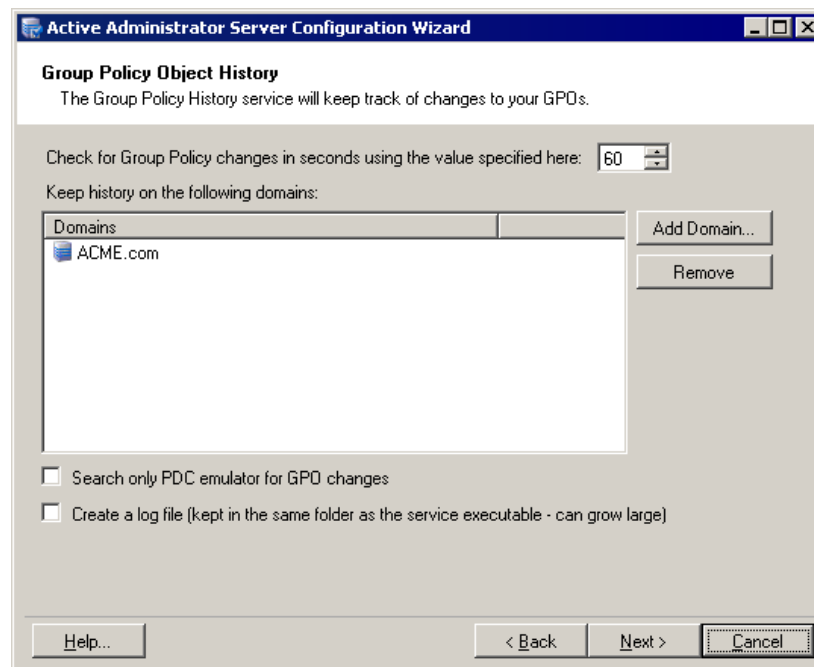 Active Administrator Server Configuration Wizard
Group Policy Object History
The Group Policy History service will keep track of changes to your GPOs.
Check for Group Policy changes in seconds using the value specified here: 60
Keep history on the following domains:
Domains
Add Domain...
ACME.com
Remove
Search only PDC emulator for GPO changes
Create a log file (kept in the same folder as the service executable - can grow large)
Help... < Back Next > Cancel